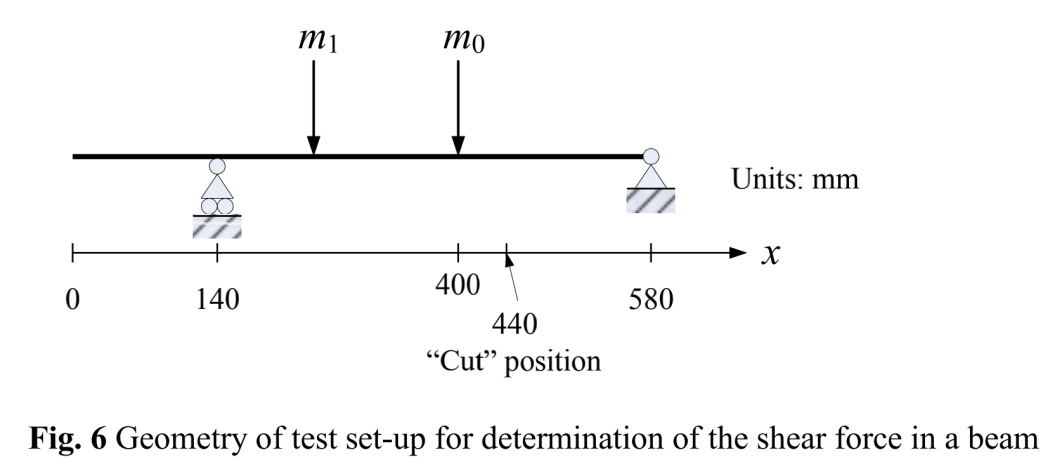 m₁ m₀
Units: mm
x
0 140 400 580
440
“Cut” position
Fig. 6 Geometry of test set-up for determination of the shear force in a beam